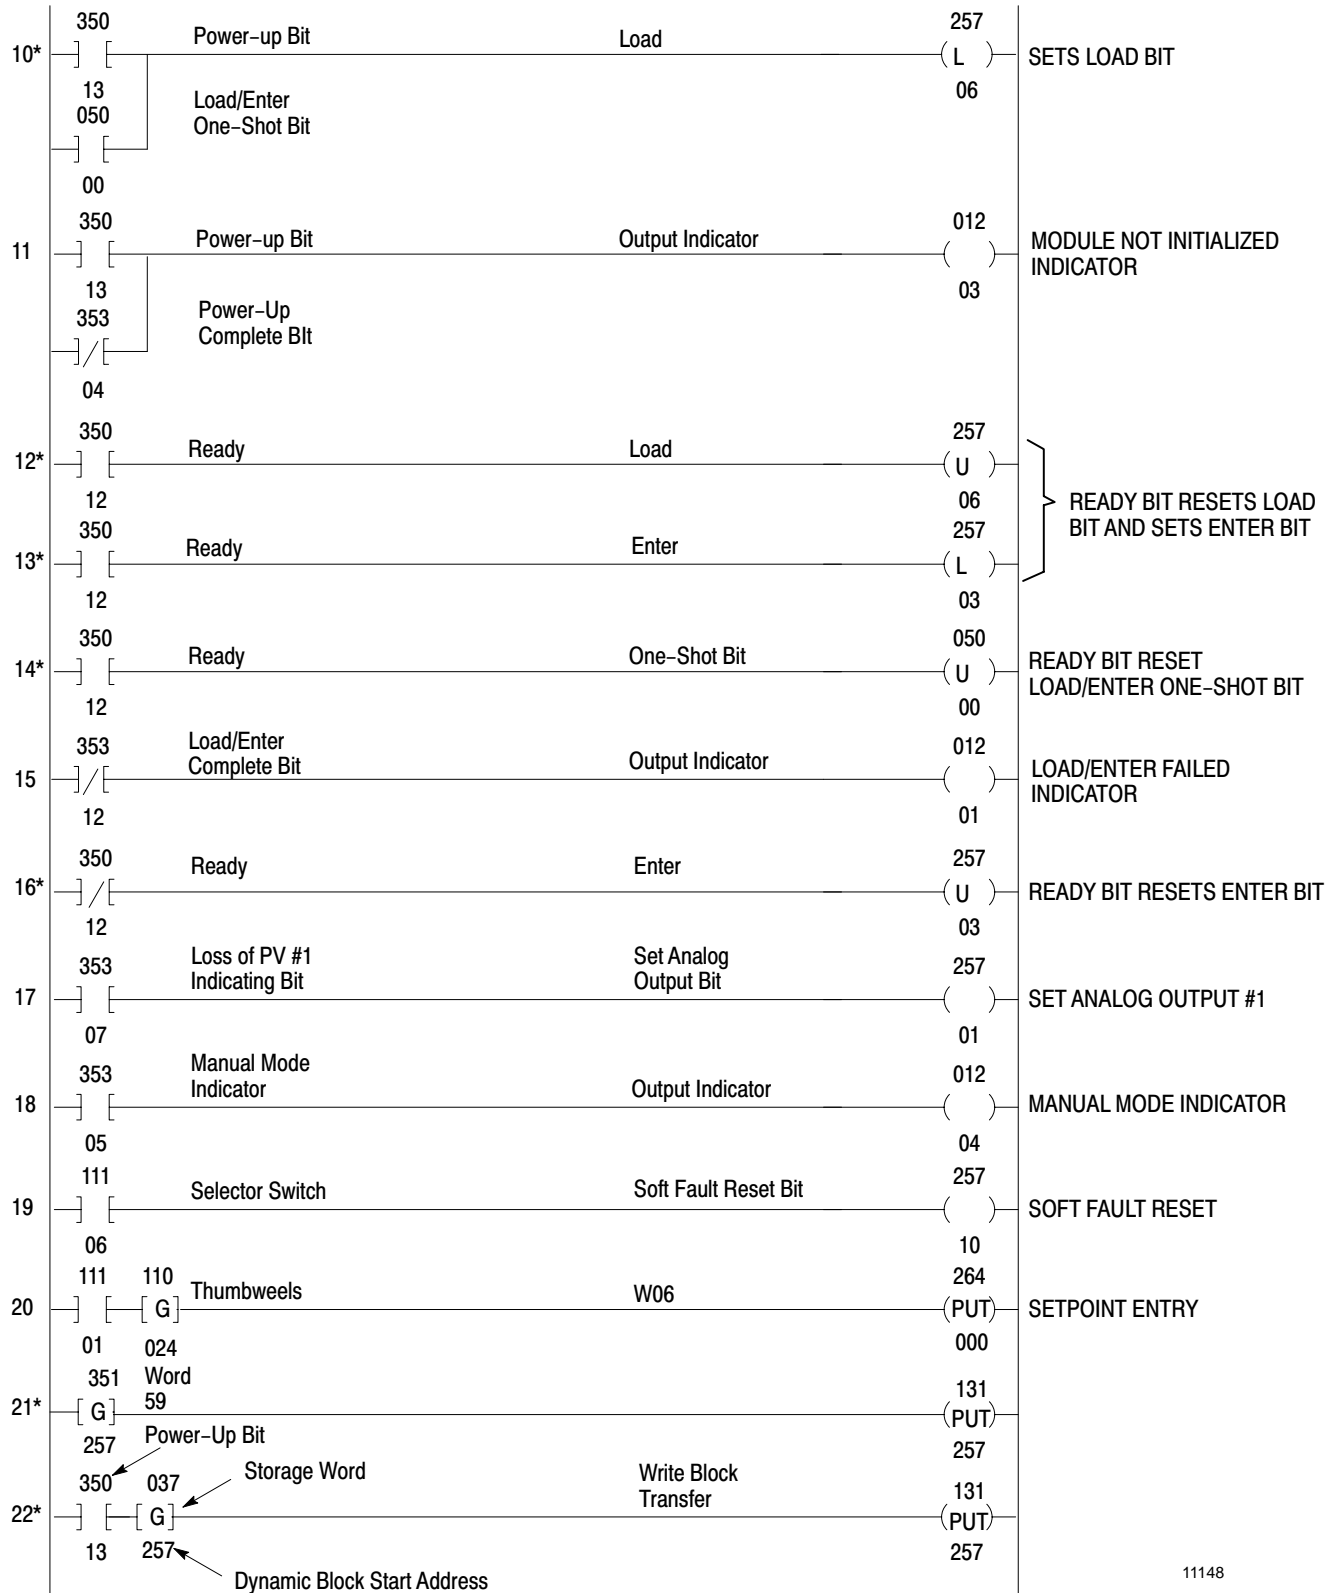 350
257
Power-up Bit
Load
10*
L
SETS LOAD BIT
13
06
050
Load/Enter
One-Shot Bit
00
350
012
Power-up Bit
Output Indicator
11
MODULE NOT INITIALIZED
INDICATOR
13
03
353
Power-Up
Complete BIt
04
350
257
Ready
Load
12*
U
12
06
READY BIT RESETS LOAD
BIT AND SETS ENTER BIT
350
257
Ready
Enter
13*
L
12
03
350
050
Ready
One-Shot Bit
14*
U
READY BIT RESET
LOAD/ENTER ONE-SHOT BIT
12
00
353
012
Load/Enter
Complete Bit
Output Indicator
15
LOAD/ENTER FAILED
INDICATOR
12
01
350
257
Ready
Enter
16*
U
READY BIT RESETS ENTER BIT
12
03
353
257
Loss of PV #1
Indicating Bit
Set Analog
Output Bit
17
SET ANALOG OUTPUT #1
07
01
353
012
Manual Mode
Indicator
Output Indicator
18
MANUAL MODE INDICATOR
05
04
111
257
Selector Switch
Soft Fault Reset Bit
19
SOFT FAULT RESET
06
10
111
110
264
Thumbweels
W06
20
G
PUT
SETPOINT ENTRY
01
024
000
351
Word
59
131
21*
G
PUT
257
257
Power-Up Bit
350
037
Storage Word
Write Block
Transfer
131
22*
G
PUT
13
257
257
Dynamic Block Start Address
11148